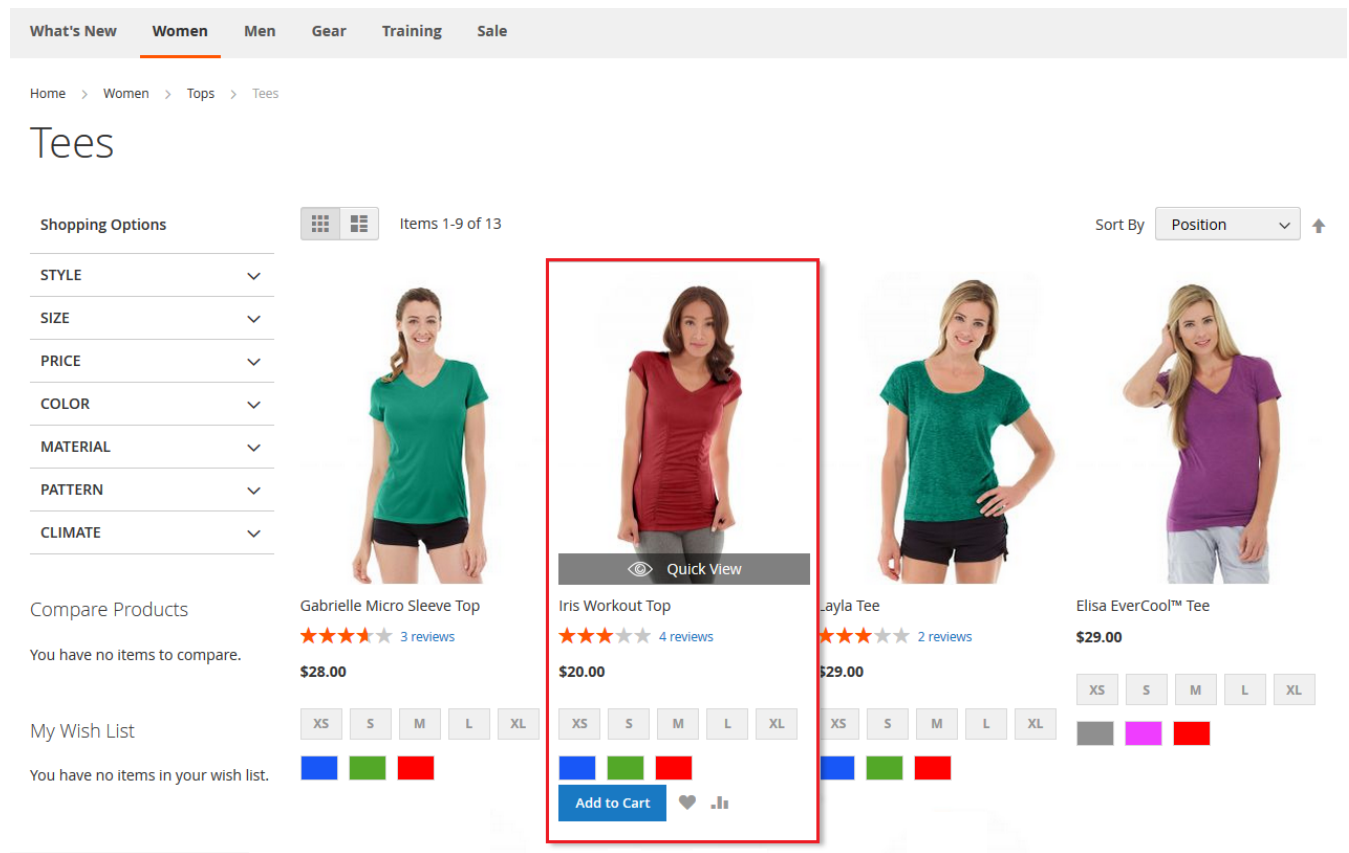 What's New Women Men Gear Training Sale
Home > Women > Tops > Tees
Tees
Shopping Options
STYLE
SIZE
PRICE
COLOR
MATERIAL
PATTERN
CLIMATE
Compare Products
You have no items to compare.
My Wish List
You have no items in your wish list.
Items 1-9 of 13
Sort By Position
Gabrielle Micro Sleeve Top
3 reviews
$28.00
XS S M L XL
Quick View
Iris Workout Top
4 reviews
$20.00
XS S M L XL
Add to Cart
Layla Tee
2 reviews
$29.00
XS S M L XL
Elisa EverCool™ Tee
$29.00
XS S M L XL